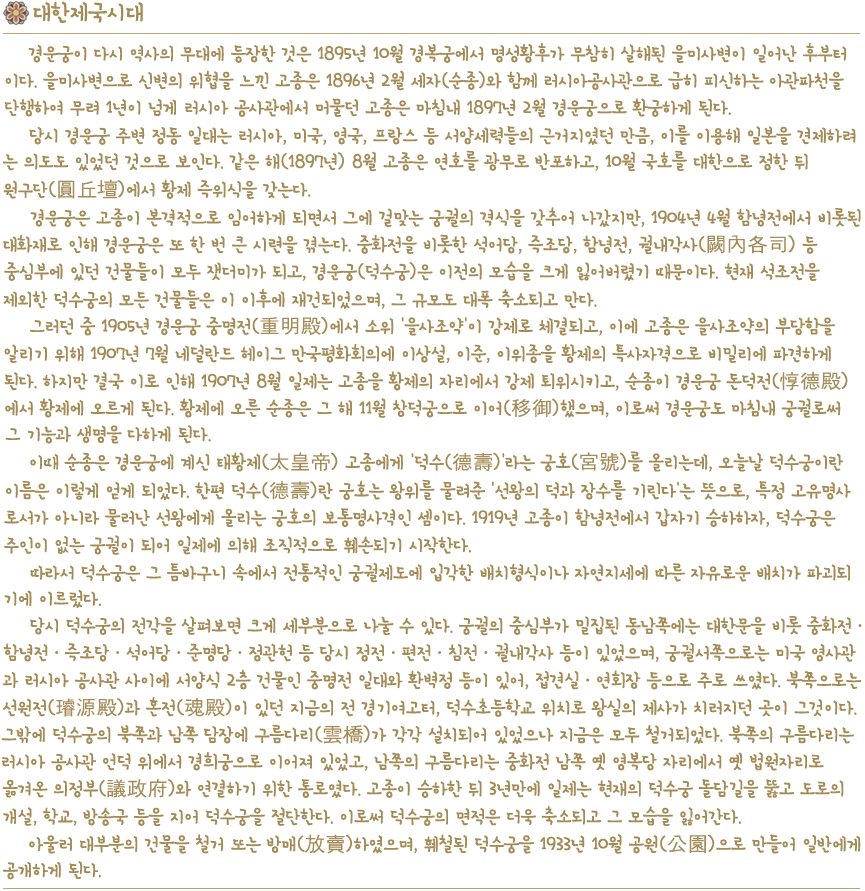 대한제국시대
경운궁이 다시 역사의 무대에 등장한 것은 1895년 10월 경복궁에서 명성황후가 무참히 살해된 을미사변이 일어난 후부터
이다. 을미사변으로 신변의 위협을 느낀 고종은 1896년 2월 세자(순종)와 함께 러시아공사관으로 급히 피신하는 아관파천을
단행하여 무려 1년이 넘게 러시아 공사관에서 머물던 고종은 마침내 1897년 2월 경운궁으로 환궁하게 된다.
당시 경운궁 주변 정동 일대는 러시아, 미국, 영국, 프랑스 등 서양세력들의 근거지였던 만큼, 이를 이용해 일본을 견제하려
는 의도도 있었던 것으로 보인다. 같은 해(1897년) 8월 고종은 연호를 광무로 반포하고, 10월 국호를 대한으로 정한 뒤
원구단(圓丘壇)에서 황제 즉위식을 갖는다.
경운궁은 고종이 본격적으로 임어하게 되면서 그에 걸맞는 궁궐의 격식을 갖추어 나갔지만, 1904년 4월 함녕전에서 비롯된
대화재로 인해 경운궁은 또 한 번 큰 시련을 겪는다. 중화전을 비롯한 석어당, 즉조당, 함녕전, 궐내각사(闕內各司) 등
중심부에 있던 건물들이 모두 잿더미가 되고, 경운궁(덕수궁)은 이전의 모습을 크게 잃어버렸기 때문이다. 현재 석조전을
제외한 덕수궁의 모든 건물들은 이 이후에 재건되었으며, 그 규모도 대폭 축소되고 만다.
그러던 중 1905년 경운궁 중명전(重明殿)에서 소위 '을사조약'이 강제로 체결되고, 이에 고종은 을사조약의 부당함을
알리기 위해 1907년 7월 네덜란드 헤이그 만국평화회의에 이상설, 이준, 이위종을 황제의 특사자격으로 비밀리에 파견하게
된다. 하지만 결국 이로 인해 1907년 8월 일제는 고종을 황제의 자리에서 강제 퇴위시키고, 순종이 경운궁 돈덕전(惇德殿)
에서 황제에 오르게 된다. 황제에 오른 순종은 그 해 11월 창덕궁으로 이어(移御)했으며, 이로써 경운궁도 마침내 궁궐로써
그 기능과 생명을 다하게 된다.
이때 순종은 경운궁에 계신 태황제(太皇帝) 고종에게 '덕수(德壽)'라는 궁호(宮號)를 올리는데, 오늘날 덕수궁이란
이름은 이렇게 얻게 되었다. 한편 덕수(德壽)란 궁호는 왕위를 물려준 '선왕의 덕과 장수를 기린다'는 뜻으로, 특정 고유명사
로서가 아니라 물러난 선왕에게 올리는 궁호의 보통명사격인 셈이다. 1919년 고종이 함녕전에서 갑자기 승하하자, 덕수궁은
주인이 없는 궁궐이 되어 일제에 의해 조직적으로 훼손되기 시작한다.
따라서 덕수궁은 그 틈바구니 속에서 전통적인 궁궐제도에 입각한 배치형식이나 자연지세에 따른 자유로운 배치가 파괴되
기에 이르렀다.
당시 덕수궁의 전각을 살펴보면 크게 세부분으로 나눌 수 있다. 궁궐의 중심부가 밀집된 동남쪽에는 대한문을 비롯 중화전ㆍ
함녕전ㆍ즉조당ㆍ석어당ㆍ준명당ㆍ정관헌 등 당시 정전ㆍ편전ㆍ침전ㆍ궐내각사 등이 있었으며, 궁궐서쪽으로는 미국 영사관
과 러시아 공사관 사이에 서양식 2층 건물인 중명전 일대와 환벽정 등이 있어, 접견실ㆍ연회장 등으로 주로 쓰였다. 북쪽으로는
선원전(璿源殿)과 혼전(魂殿)이 있던 지금의 전 경기여고터, 덕수초등학교 위치로 왕실의 제사가 치러지던 곳이 그것이다.
그밖에 덕수궁의 북쪽과 남쪽 담장에 구름다리(雲橋)가 각각 설치되어 있었으나 지금은 모두 철거되었다. 북쪽의 구름다리는
러시아 공사관 언덕 위에서 경희궁으로 이어져 있었고, 남쪽의 구름다리는 중화전 남쪽 옛 영복당 자리에서 옛 법원자리로
옮겨온 의정부(議政府)와 연결하기 위한 통로였다. 고종이 승하한 뒤 3년만에 일제는 현재의 덕수궁 돌담길을 뚫고 도로의
개설, 학교, 방송국 등을 지어 덕수궁을 절단한다. 이로써 덕수궁의 면적은 더욱 축소되고 그 모습을 잃어간다.
아울러 대부분의 건물을 철거 또는 방매(放賣)하였으며, 훼철된 덕수궁을 1933년 10월 공원(公園)으로 만들어 일반에게
공개하게 된다.